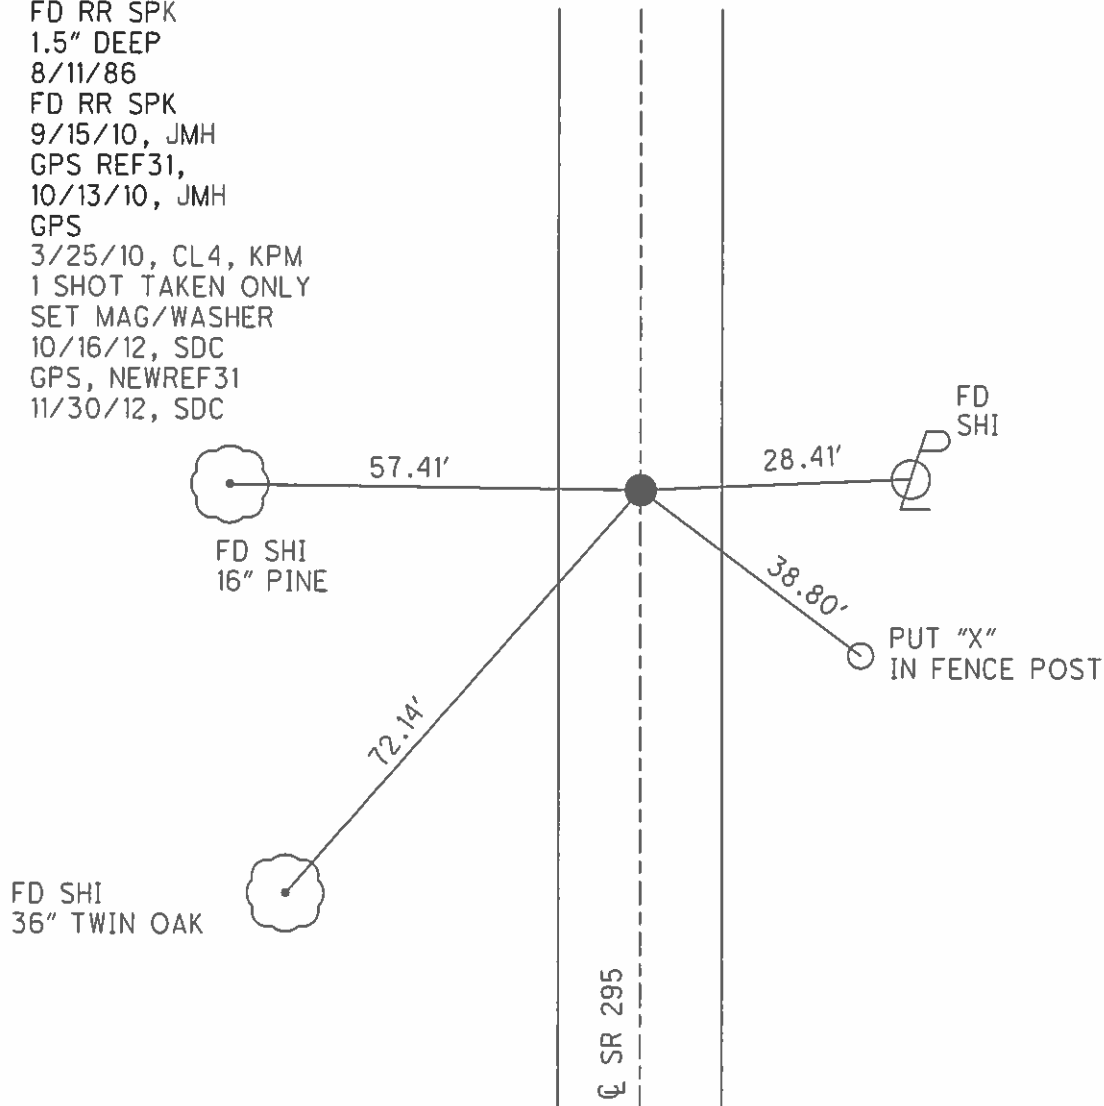 FD RR SPK
1.5" DEEP
8/11/86
FD RR SPK
9/15/10, JMH
GPS REF31,
10/13/10, JMH
GPS
3/25/10, CL4, KPM
1 SHOT TAKEN ONLY
SET MAG/WASHER
10/16/12, SDC
GPS, NEWREF31
11/30/12, SDC
FD
SHI
57.41'
28.41'
FD SHI
16" PINE
38.80'
PUT "X"
IN FENCE POST
72.14'
FD SHI
36" TWIN OAK
℄ SR 295